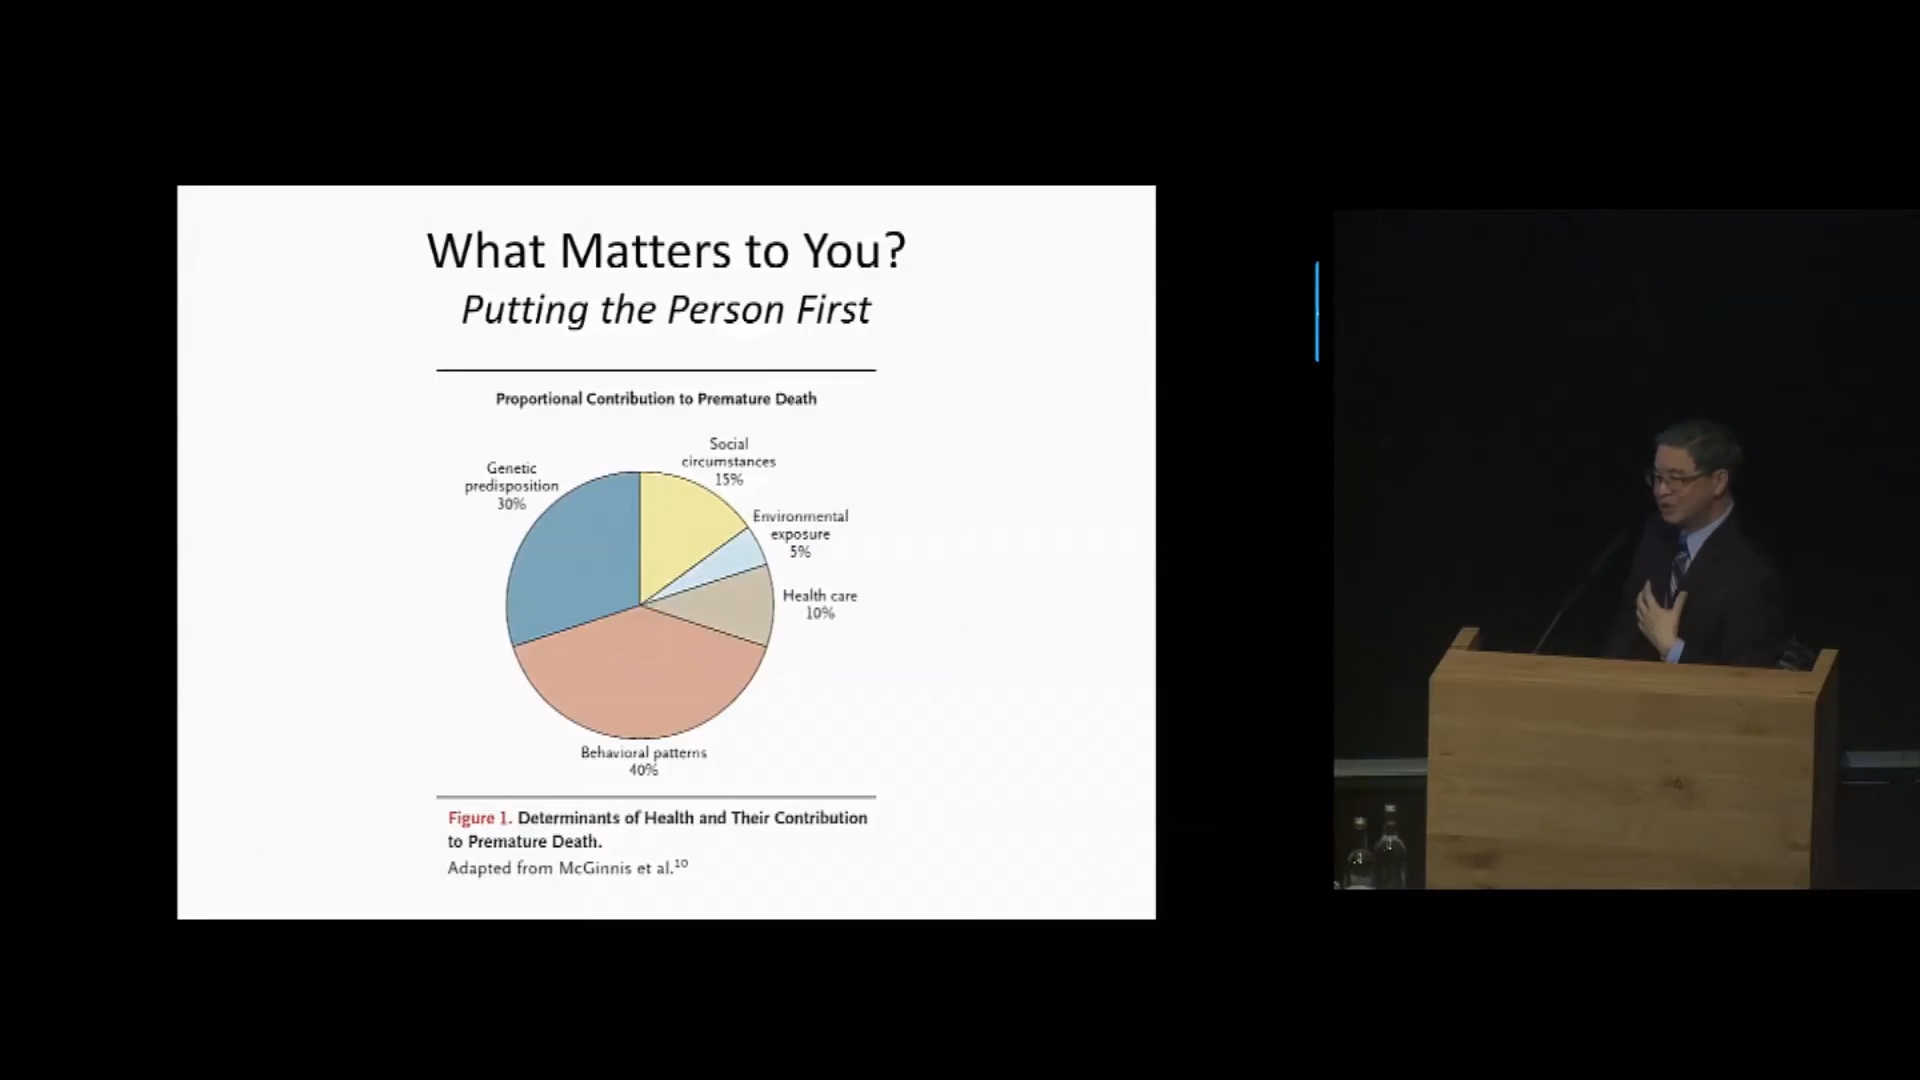 What Matters to You?
Putting the Person First
Proportional Contribution to Premature Death
Social
circumstances
15%
Genetic
predisposition
30%
Environmental
exposure
5%
Health care
10%
Behavioral patterns
40%
Figure 1. Determinants of Health and Their Contribution
to Premature Death.
Adapted from McGinnis et al.¹⁰